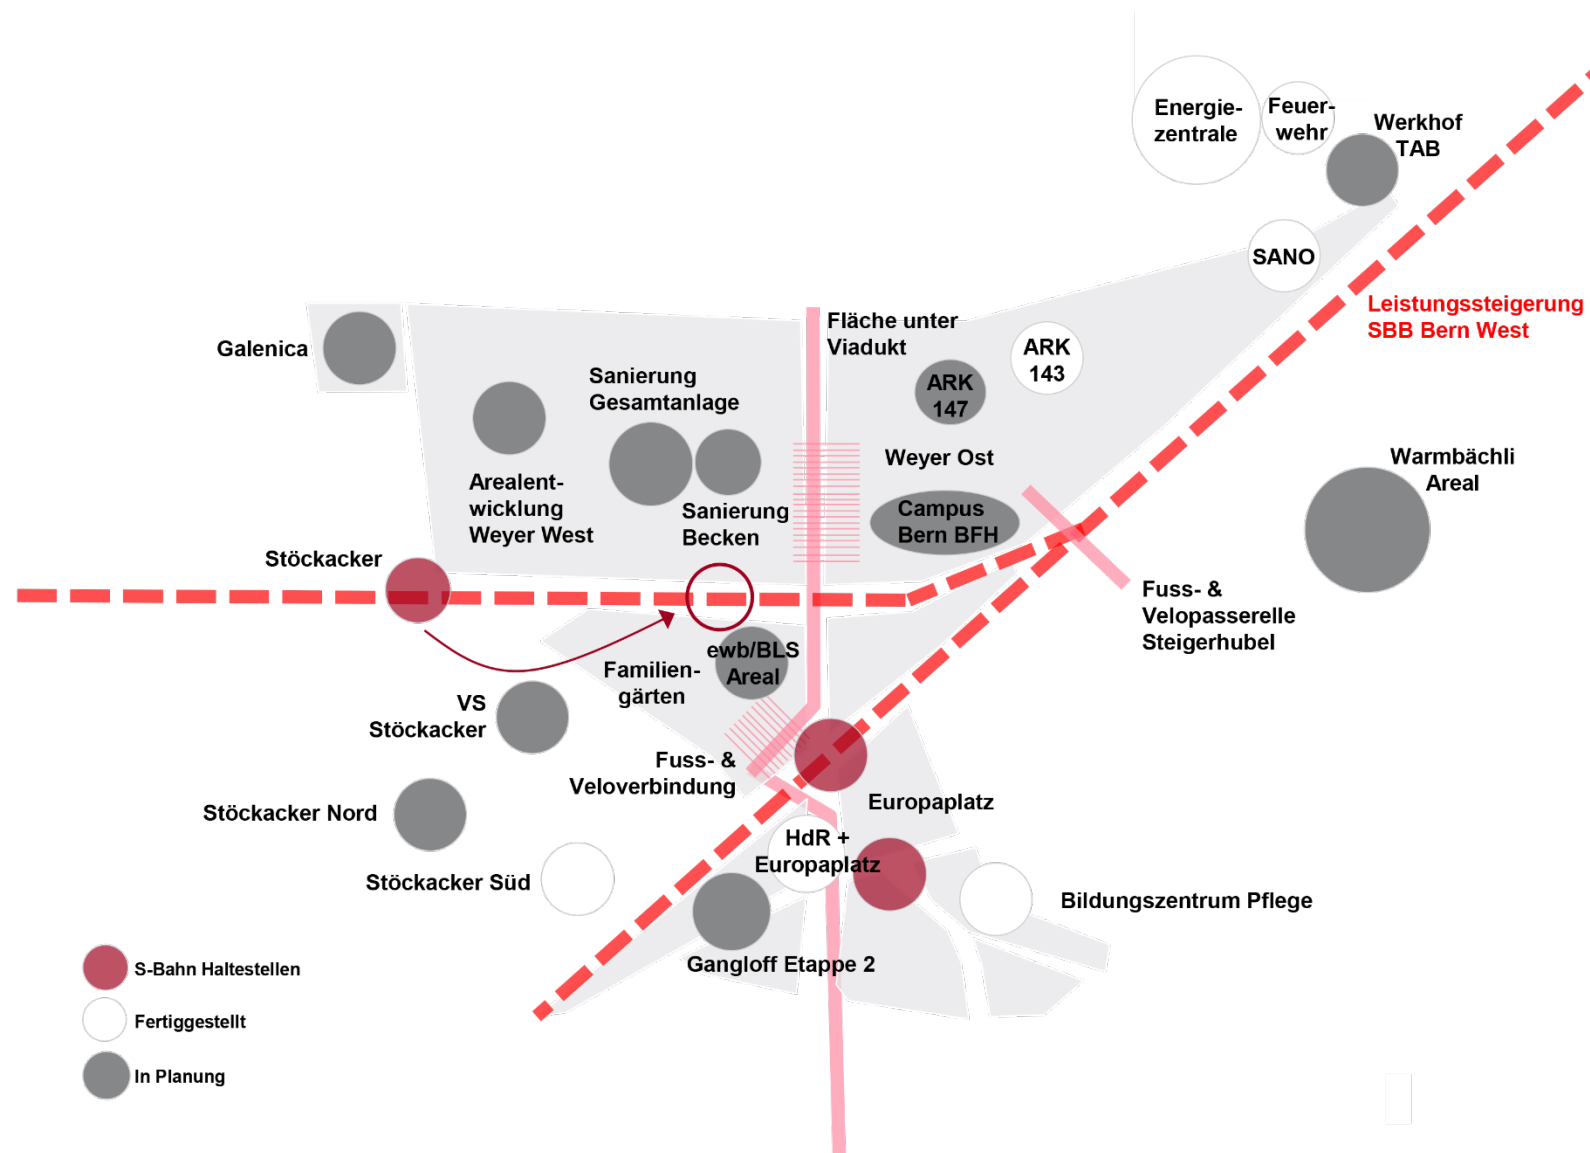 Energie-
zentrale
Feuer-
wehr
Werkhof
TAB
SANO
Leistungssteigerung
SBB Bern West
Galenica
Fläche unter
Viadukt
ARK
143
ARK
147
Sanierung
Gesamtanlage
Weyer Ost
Warmbächli
Areal
Arealent-
wicklung
Weyer West
Sanierung
Becken
Campus
Bern BFH
Stöckacker
Fuss- &
Velopasserelle
Steigerhubel
ewb/BLS
Areal
Familien-
gärten
VS
Stöckacker
Fuss- &
Veloverbindung
Europaplatz
Stöckacker Nord
HdR +
Europaplatz
Stöckacker Süd
Bildungszentrum Pflege
Gangloff Etappe 2
S-Bahn Haltestellen
Fertiggestellt
In Planung